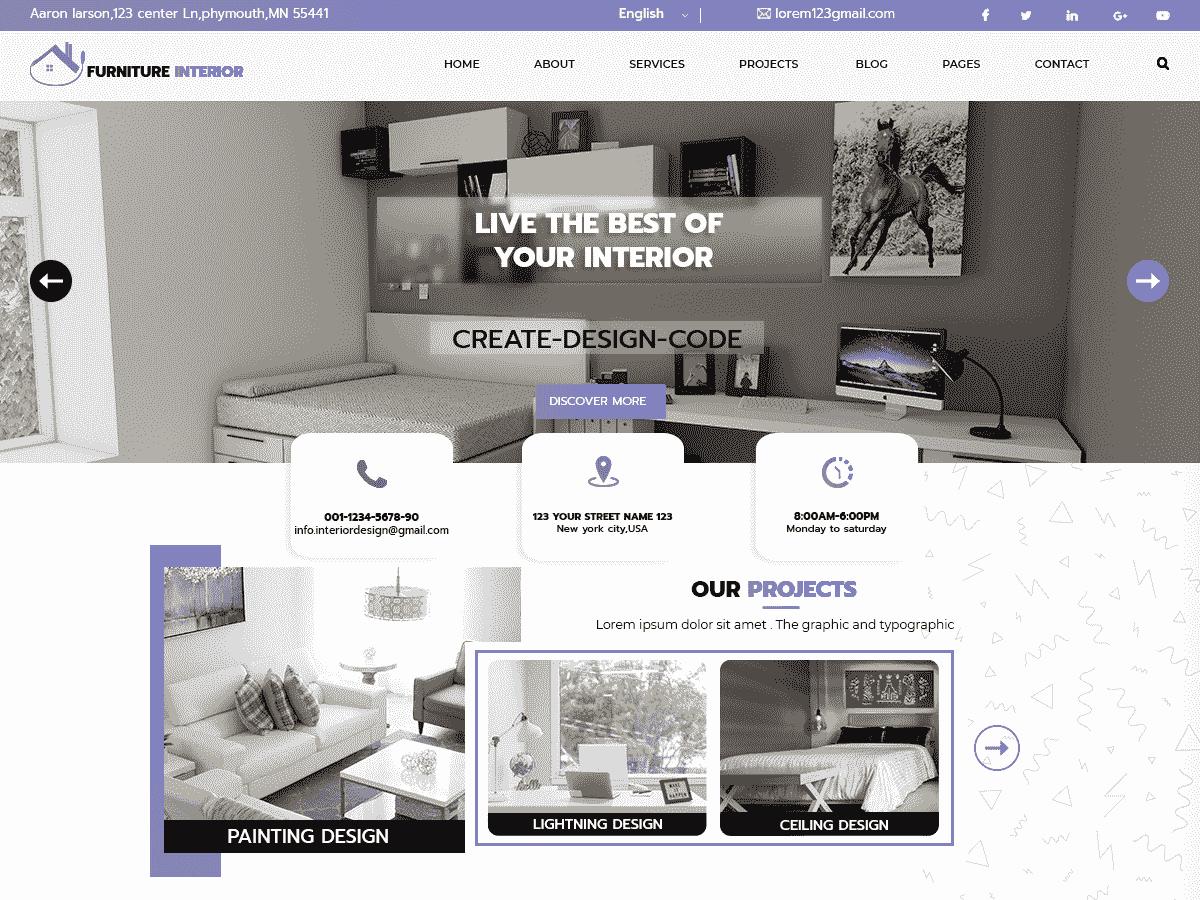 Aaron larson,123 center Ln,phymouth,MN 55441
English
lorem123gmail.com
FURNITURE INTERIOR
HOME
ABOUT
SERVICES
PROJECTS
BLOG
PAGES
CONTACT
LIVE THE BEST OF
YOUR INTERIOR
CREATE-DESIGN-CODE
DISCOVER MORE
001-1234-5678-90
info.interiordesign@gmail.com
123 YOUR STREET NAME 123
New york city,USA
8:00AM-6:00PM
Monday to saturday
OUR PROJECTS
Lorem ipsum dolor sit amet . The graphic and typographic
PAINTING DESIGN
LIGHTNING DESIGN
CEILING DESIGN